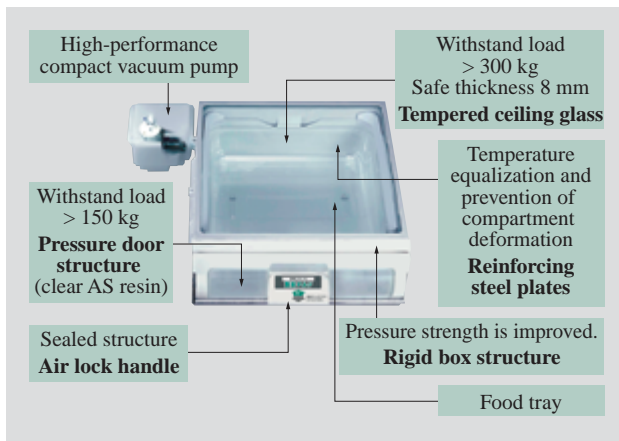 High-performance
compact vacuum pump
Withstand load
> 300 kg
Safe thickness 8 mm
Tempered ceiling glass
Temperature
equalization and
prevention of
compartment
deformation
Reinforcing
steel plates
Withstand load
> 150 kg
Pressure door
structure
(clear AS resin)
Sealed structure
Air lock handle
Pressure strength is improved.
Rigid box structure
Food tray